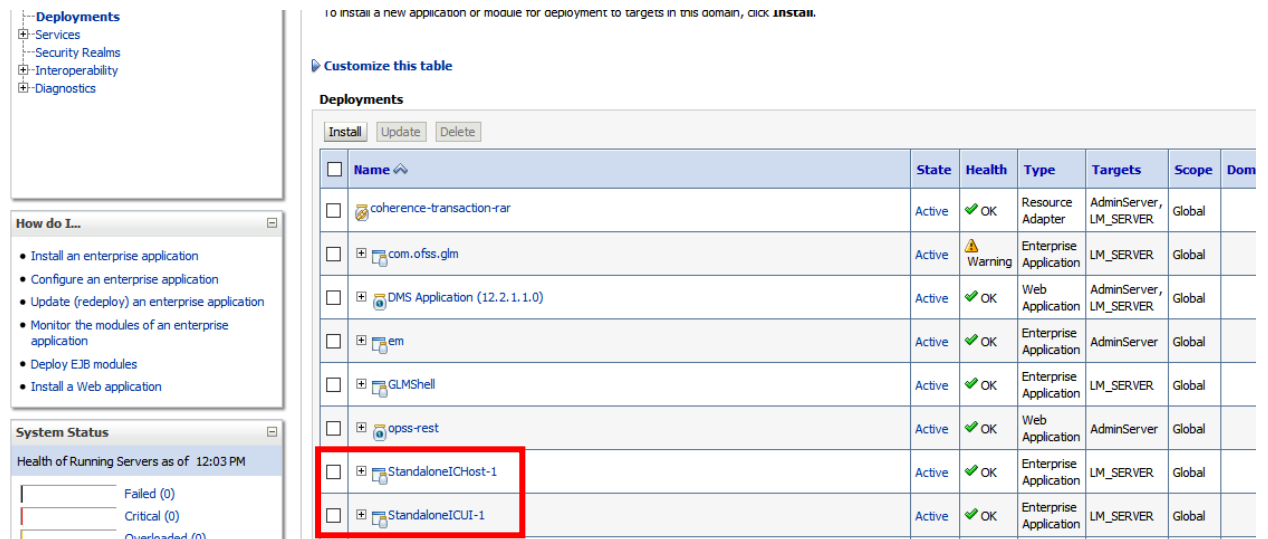 Deployments
Services
Security Realms
Interoperability
Diagnostics
How do I...
Install an enterprise application
Configure an enterprise application
Update (redeploy) an enterprise application
Monitor the modules of an enterprise
application
Deploy EJB modules
Install a Web application
System Status
Health of Running Servers as of 12:03 PM
Failed (0)
Critical (0)
Overloaded (0)
To install a new application or module for deployment to targets in this domain, click Install.
Customize this table
Deployments
Install Update Delete
Name State Health Type Targets Scope Dom
coherence-transaction-rar Active OK Resource Adapter AdminServer, LM_SERVER Global
com.ofss.glm Active Warning Enterprise Application LM_SERVER Global
DMS Application (12.2.1.1.0) Active OK Web Application AdminServer, LM_SERVER Global
em Active OK Enterprise Application AdminServer Global
GLMShell Active OK Enterprise Application LM_SERVER Global
opss-rest Active OK Web Application AdminServer Global
StandaloneICHost-1 Active OK Enterprise Application LM_SERVER Global
StandaloneICUI-1 Active OK Enterprise Application LM_SERVER Global